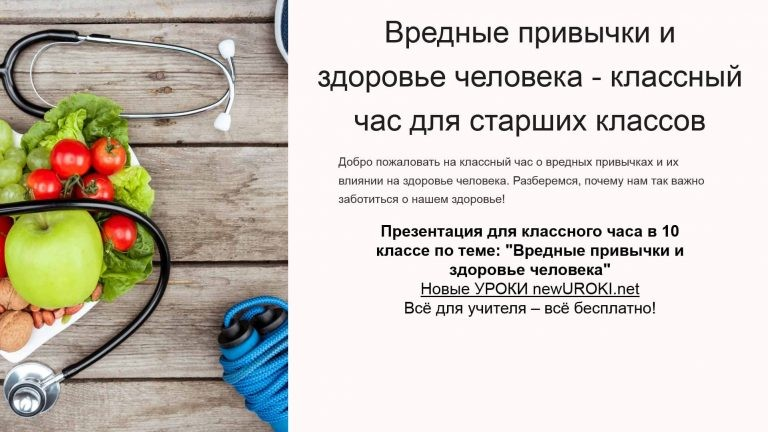 Вредные привычки и
здоровье человека - классный
час для старших классов
Добро пожаловать на классный час о вредных привычках и их
влиянии на здоровье человека. Разберемся, почему нам так важно
заботиться о нашем здоровье!
Презентация для классного часа в 10
классе по теме: "Вредные привычки и
здоровье человека"
Новые УРОКИ newUROKI.net
Всё для учителя – всё бесплатно!